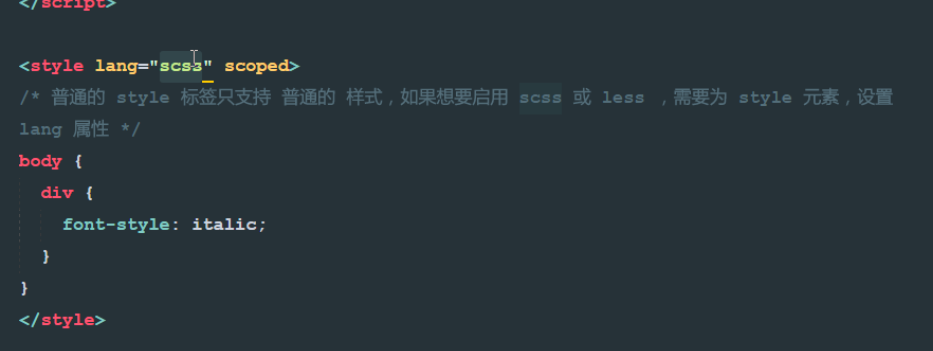 </script>
<style lang="scss" scoped>
/* 普通的 style 标签只支持 普通的 样式，如果想要启用 scss 或 less ，需要为 style 元素，设置
lang 属性 */
body {
div {
font-style: italic;
}
}
</style>